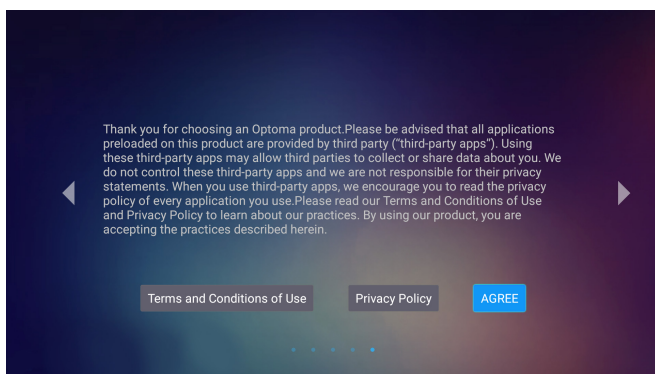 Thank you for choosing an Optoma product.Please be advised that all applications
preloaded on this product are provided by third party (“third-party apps”). Using
these third-party apps may allow third parties to collect or share data about you. We
do not control these third-party apps and we are not responsible for their privacy
statements. When you use third-party apps, we encourage you to read the privacy
policy of every application you use.Please read our Terms and Conditions of Use
and Privacy Policy to learn about our practices. By using our product, you are
accepting the practices described herein.
Terms and Conditions of Use Privacy Policy AGREE